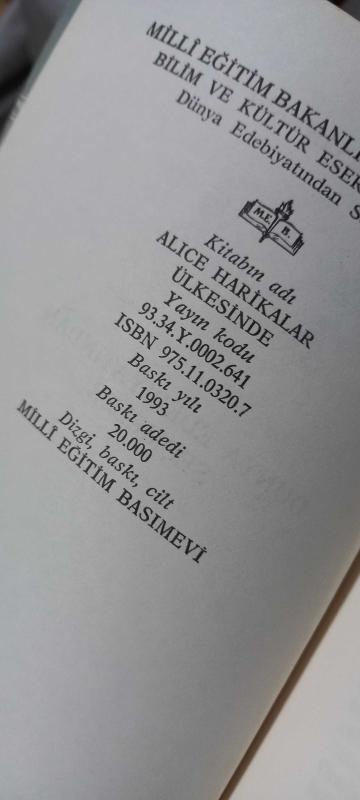 MİLLÎ EĞİTİM BAKANLI
BİLİM VE KÜLTÜR ESER
Dünya Edebiyatından S
M.E. B.
Kitabın adı
ALICE HARİKALAR
ÜLKESİNDE
Yayın kodu
93.34.Y.0002.641
ISBN 975.11.0320.7
Baskı yılı
1993
Baskı adedi
20.000
Dizgi, baskı, cilt
MİLLÎ EĞİTİM BASIMEVİ